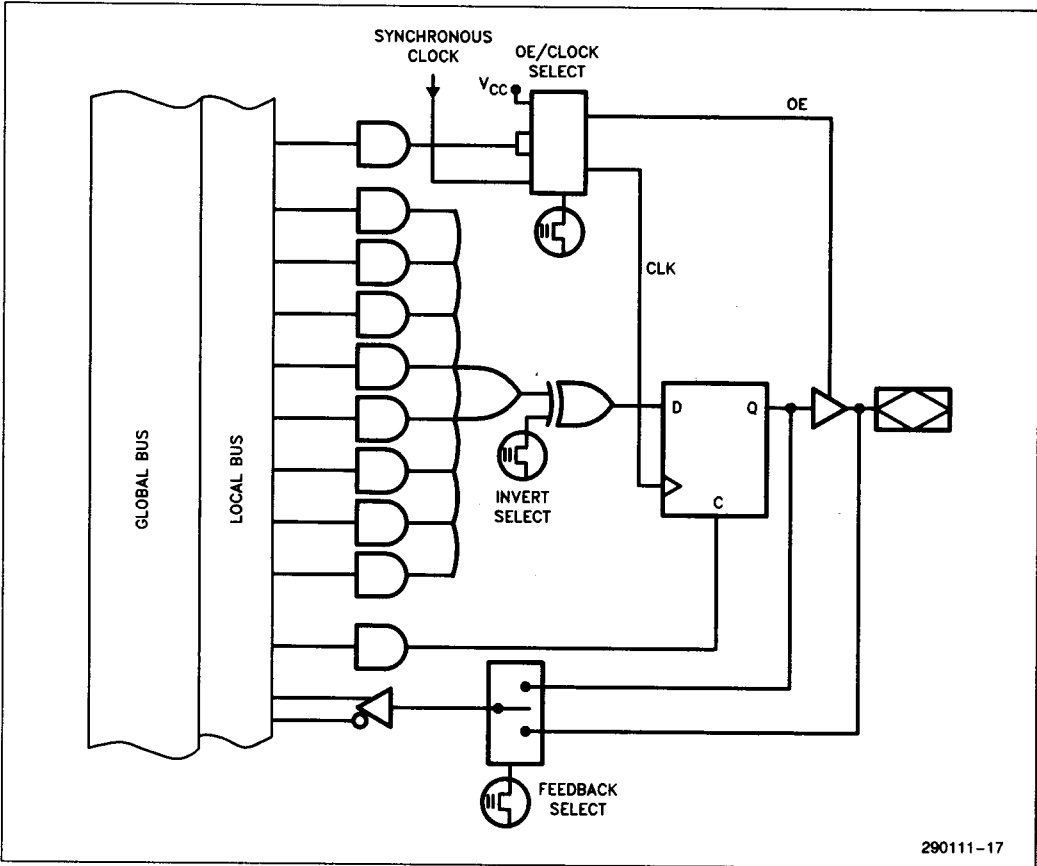 SYNCHRONOUS
CLOCK
OE/CLOCK
SELECT
VCC
OE
CLK
GLOBAL BUS
LOCAL BUS
D
Q
C
INVERT
SELECT
FEEDBACK
SELECT
290111-17